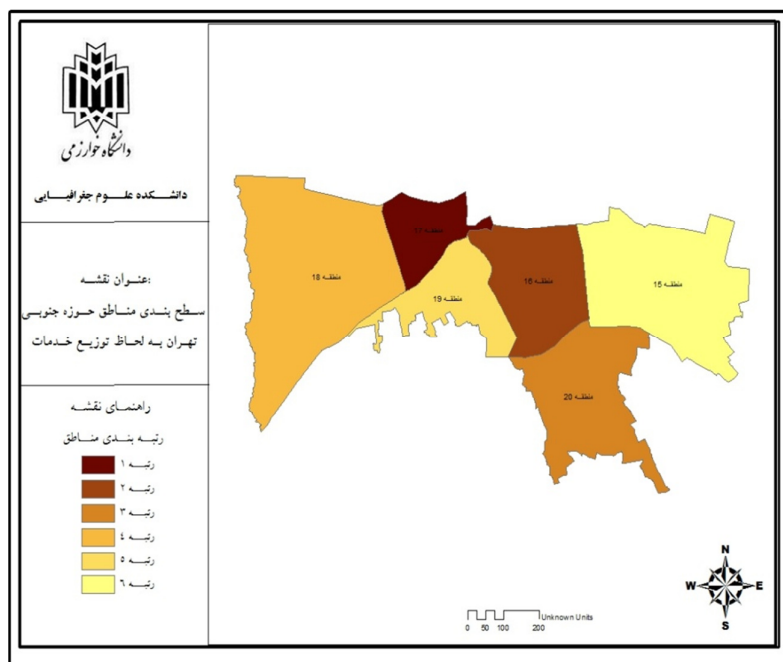 دانشگاه خوارزمی
دانشکده علوم جغرافیایی
عنوان نقشه:
سطح بندی مناطق حوزه جنوبی
تهران به لحاظ توزیع خدمات
راهنمای نقشه
رتبه بندی مناطق
رتبه ۱
رتبه ۲
رتبه ۳
رتبه ۴
رتبه ۵
رتبه ۶
منطقه 17
منطقه 18
منطقه 19
منطقه 16
منطقه 15
منطقه 20
N
W E
S
Unknown Units
0 50 100 200